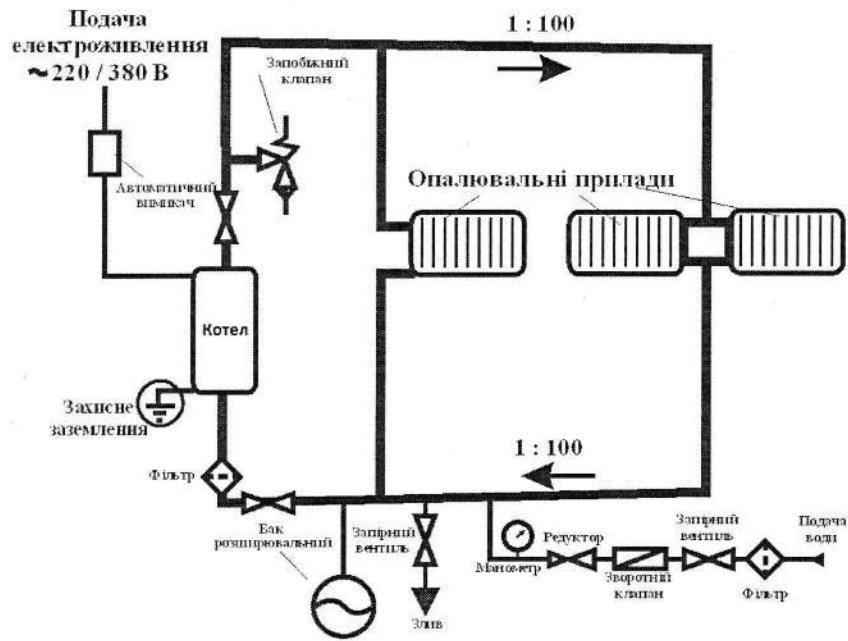 Подача
електроживлення
~220 / 380 В
1 : 100
Запобіжний
клапан
Автоматичний
вимикач
Опалювальні прилади
Котел
Захисне
заземлення
Фільтр
1 : 100
Бак
розширювальний
Запірний
вентиль
Злив
Манометр
Редуктор
Зворотній
клапан
Запірний
вентиль
Фільтр
Подача
води